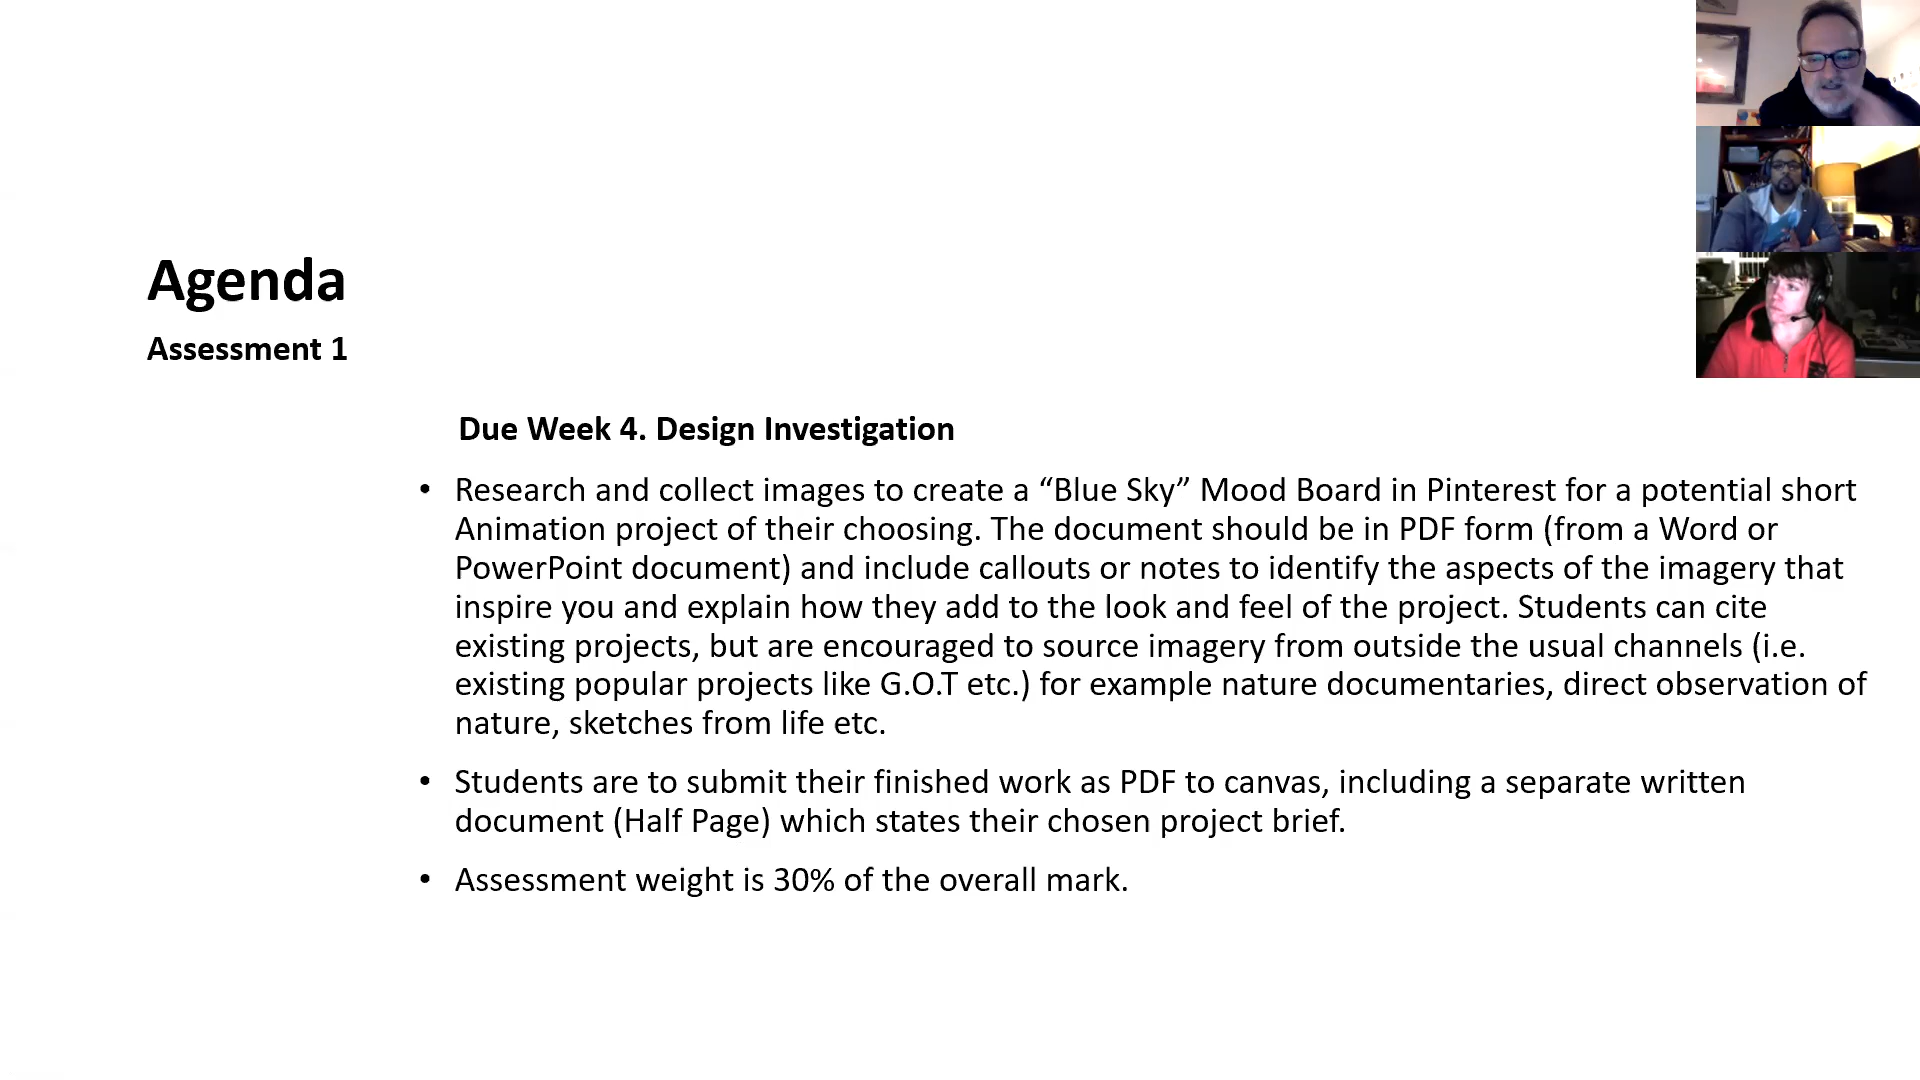 Agenda
Assessment 1
Due Week 4. Design Investigation
• Research and collect images to create a “Blue Sky” Mood Board in Pinterest for a potential short
Animation project of their choosing. The document should be in PDF form (from a Word or
PowerPoint document) and include callouts or notes to identify the aspects of the imagery that
inspire you and explain how they add to the look and feel of the project. Students can cite
existing projects, but are encouraged to source imagery from outside the usual channels (i.e.
existing popular projects like G.O.T etc.) for example nature documentaries, direct observation of
nature, sketches from life etc.
• Students are to submit their finished work as PDF to canvas, including a separate written
document (Half Page) which states their chosen project brief.
• Assessment weight is 30% of the overall mark.